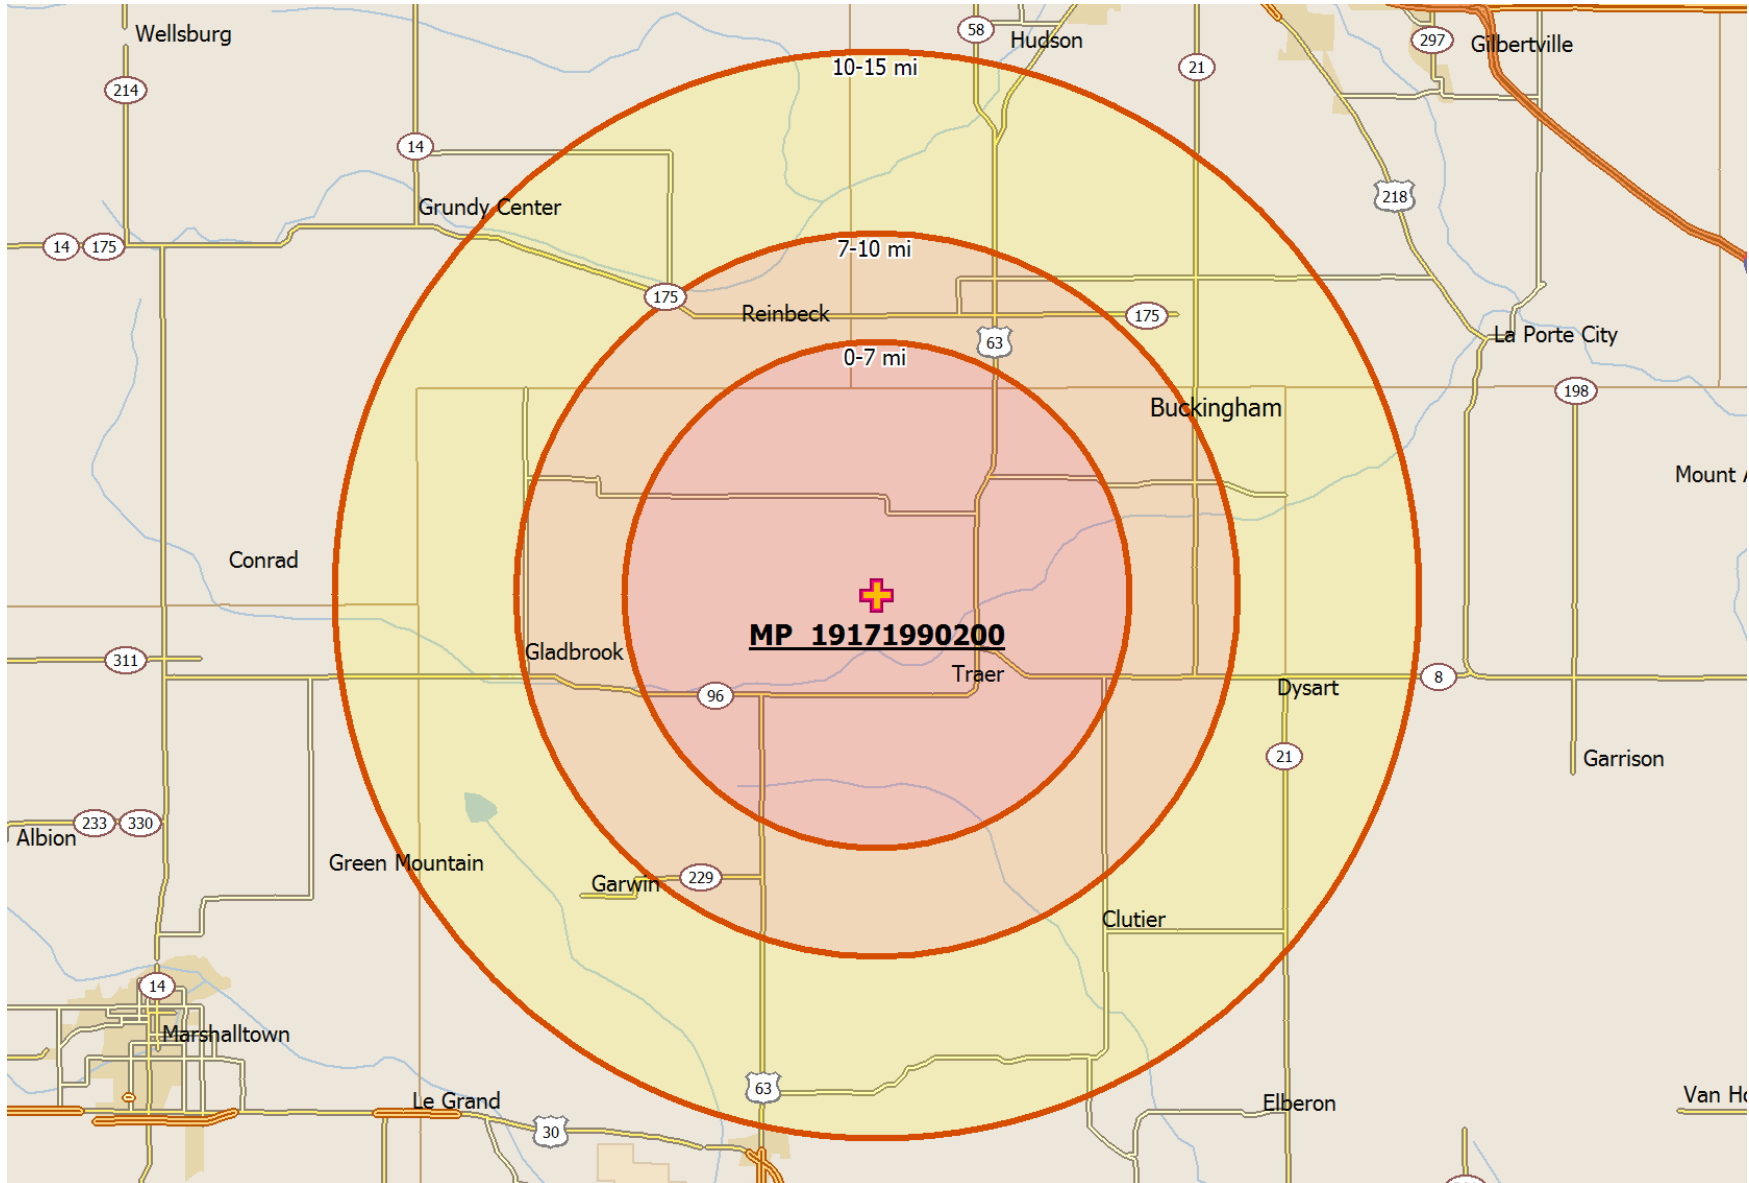 Wellsburg
58
Hudson
297
Gilbertville
10-15 mi
21
214
14
218
Grundy Center
14
175
7-10 mi
175
Reinbeck
175
63
La Porte City
0-7 mi
198
Buckingham
Mount
Conrad
MP_19171990200
311
Gladbrook
Traer
96
8
Dysart
21
Garrison
233
330
Albion
Green Mountain
Garwin
229
Clutier
14
Marshalltown
63
Le Grand
Elberon
Van
30